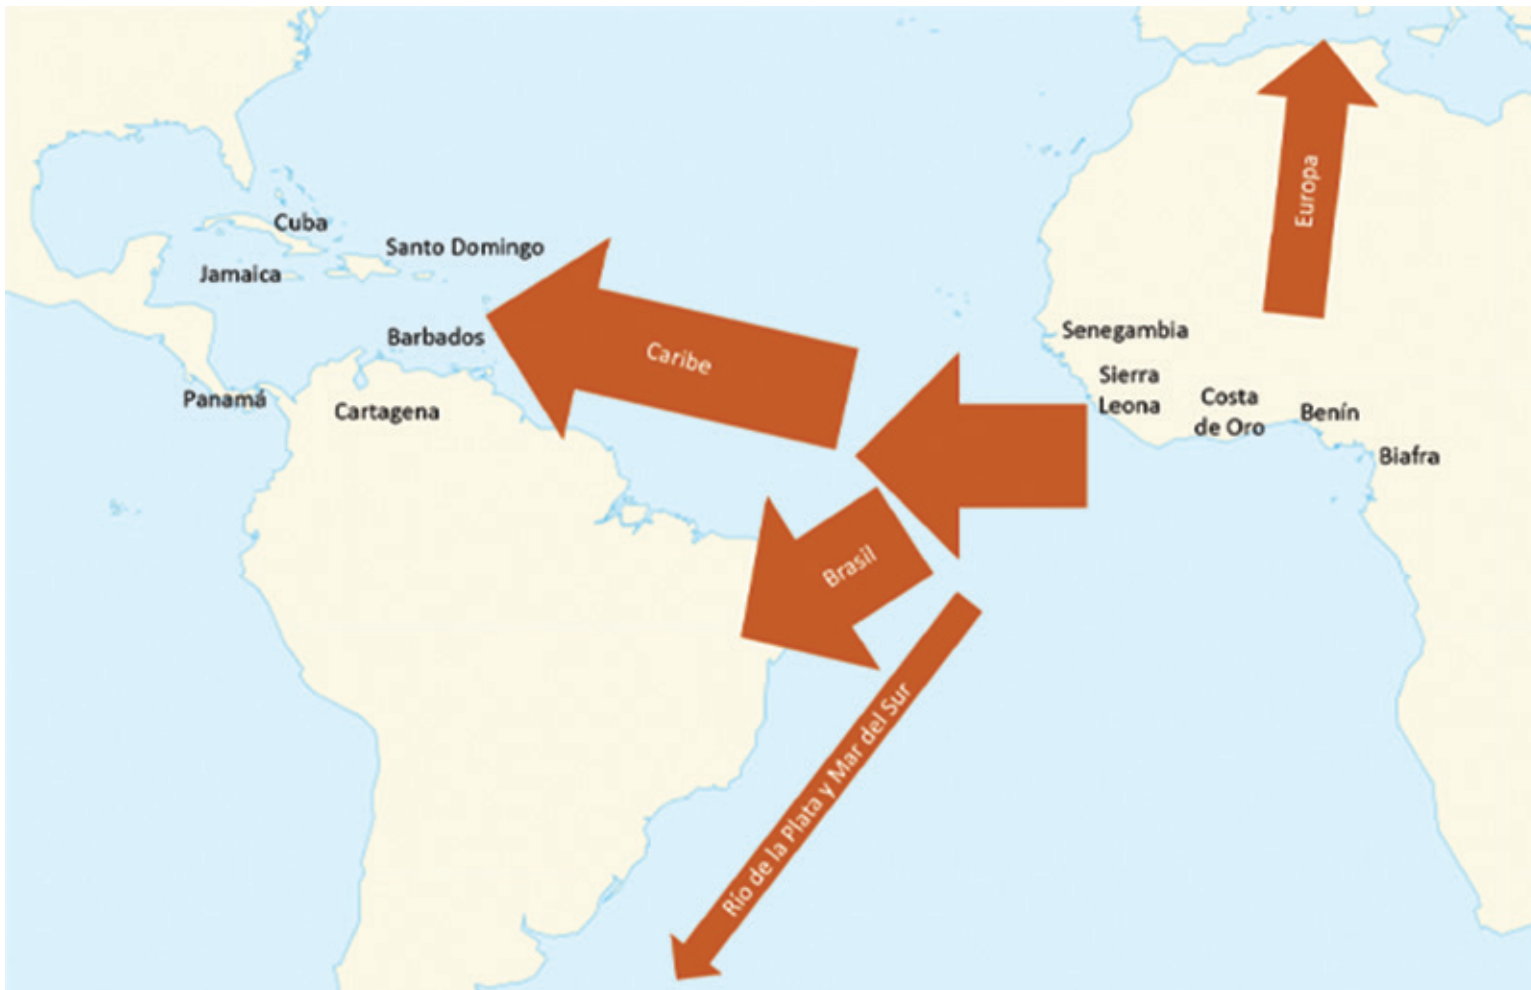 Europa
Cuba
Santo Domingo
Jamaica
Barbados
Caribe
Senegambia
Sierra
Leona
Costa
de Oro
Benín
Biafra
Panamá
Cartagena
Brasil
Río de la Plata y Mar del Sur